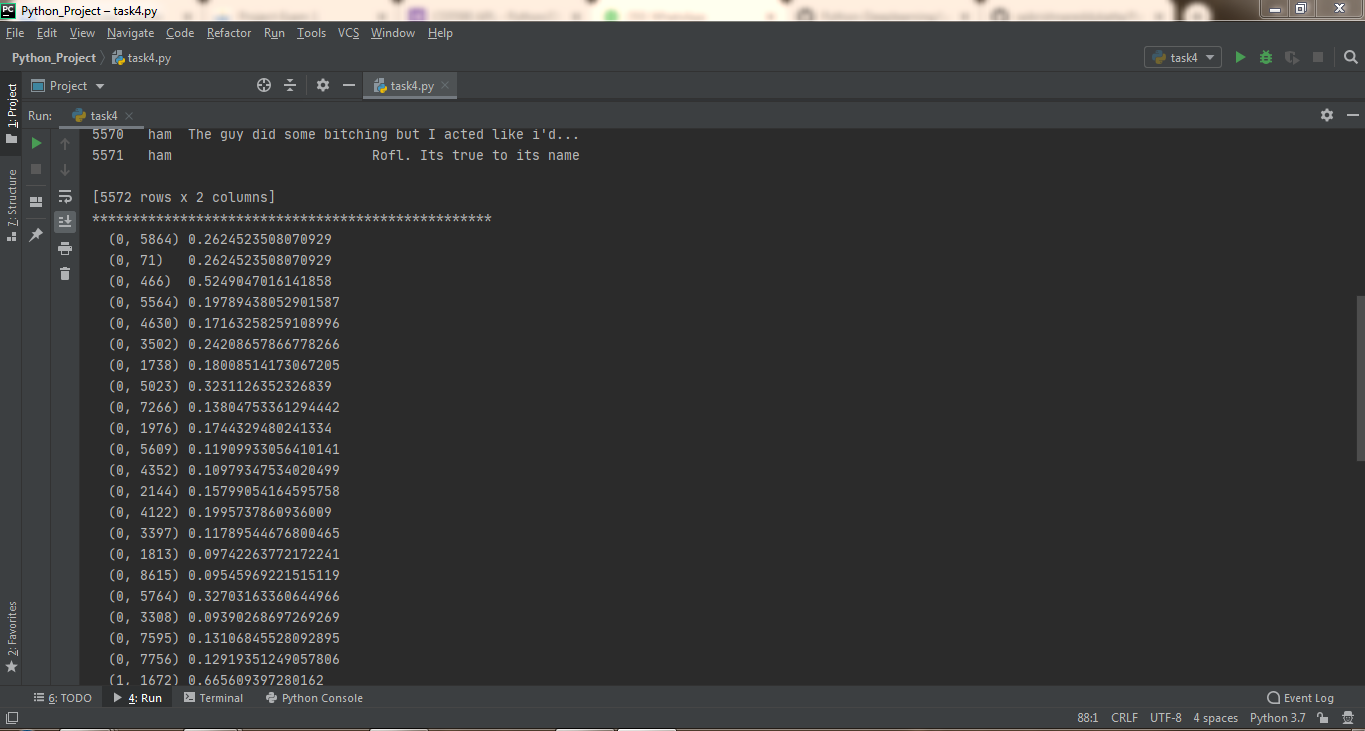 PC Python_Project – task4.py
File Edit View Navigate Code Refactor Run Tools VCS Window Help
Python_Project task4.py task4
Project task4.py
1: Project
Run: task4
5570 ham The guy did some bitching but I acted like i'd...
5571 ham Rofl. Its true to its name
[5572 rows x 2 columns]
**************************************************
(0, 5864) 0.2624523508070929
(0, 71) 0.2624523508070929
(0, 466) 0.5249047016141858
(0, 5564) 0.19789438052901587
(0, 4630) 0.17163258259108996
(0, 3502) 0.24208657866778266
(0, 1738) 0.18008514173067205
(0, 5023) 0.3231126352326839
(0, 7266) 0.13804753361294442
(0, 1976) 0.1744329480241334
(0, 5609) 0.11909933056410141
(0, 4352) 0.10979347534020499
(0, 2144) 0.15799054164595758
(0, 4122) 0.1995737860936009
(0, 3397) 0.11789544676800465
(0, 1813) 0.09742263772172241
(0, 8615) 0.09545969221515119
(0, 5764) 0.32703163360644966
(0, 3308) 0.09390268697269269
(0, 7595) 0.13106845528092895
(0, 7756) 0.12919351249057806
(1, 1672) 0.665609397280162
7: Structure
2: Favorites
6: TODO 4: Run Terminal Python Console Event Log
88:1 CRLF UTF-8 4 spaces Python 3.7